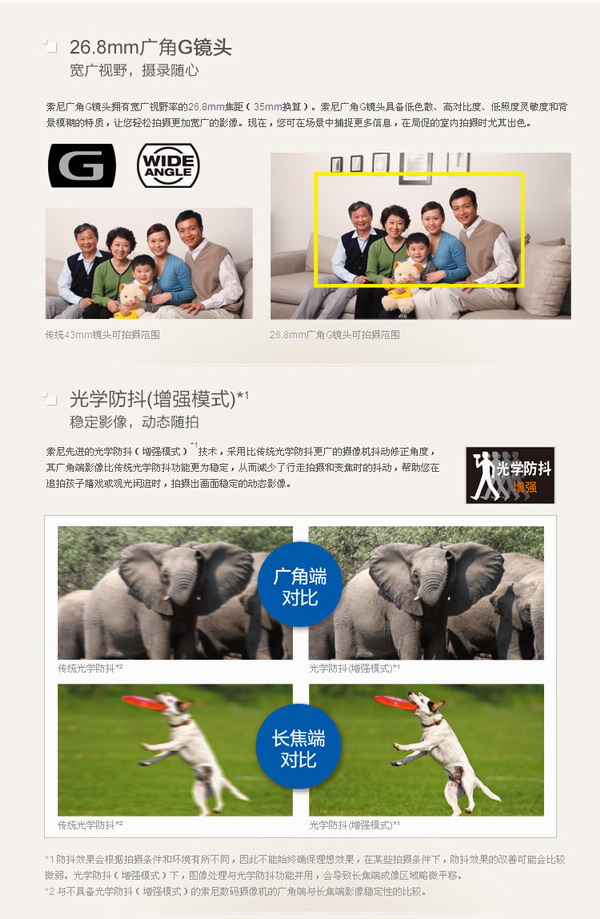 26.8mm广角G镜头
宽广视野，摄录随心
索尼广角G镜头拥有宽广视野率的26.8mm焦距（35mm换算）。索尼广角G镜头具备低色散、高对比度、低照度灵敏度和背
景模糊的特质，让您轻松拍摄更加宽广的影像。现在，您可在场景中捕捉更多信息，在局促的室内拍摄时尤其出色。
G
WIDE
ANGLE
传统43mm镜头可拍摄范围
26.8mm广角G镜头可拍摄范围
光学防抖(增强模式)*1
稳定影像，动态随拍
索尼先进的光学防抖（增强模式）*1技术，采用比传统光学防抖更广的摄像机抖动修正角度，
其广角端影像比传统光学防抖功能更为稳定，从而减少了行走拍摄和变焦时的抖动，帮助您在
追拍孩子嬉戏或观光闲逛时，拍摄出画面稳定的动态影像。
光学防抖
增强
广角端
对比
传统光学防抖*2
光学防抖(增强模式)*1
长焦端
对比
传统光学防抖*2
光学防抖(增强模式)*1
*1 防抖效果会根据拍摄条件和环境有所不同，因此不能始终确保理想效果，在某些拍摄条件下，防抖效果的改善可能会比较
微弱。光学防抖（增强模式）下，图像处理与光学防抖功能并用，会导致长焦端成像区域略微平移。
*2 与不具备光学防抖(增强模式)的索尼数码摄像机的广角端与长焦端影像稳定性的比较。